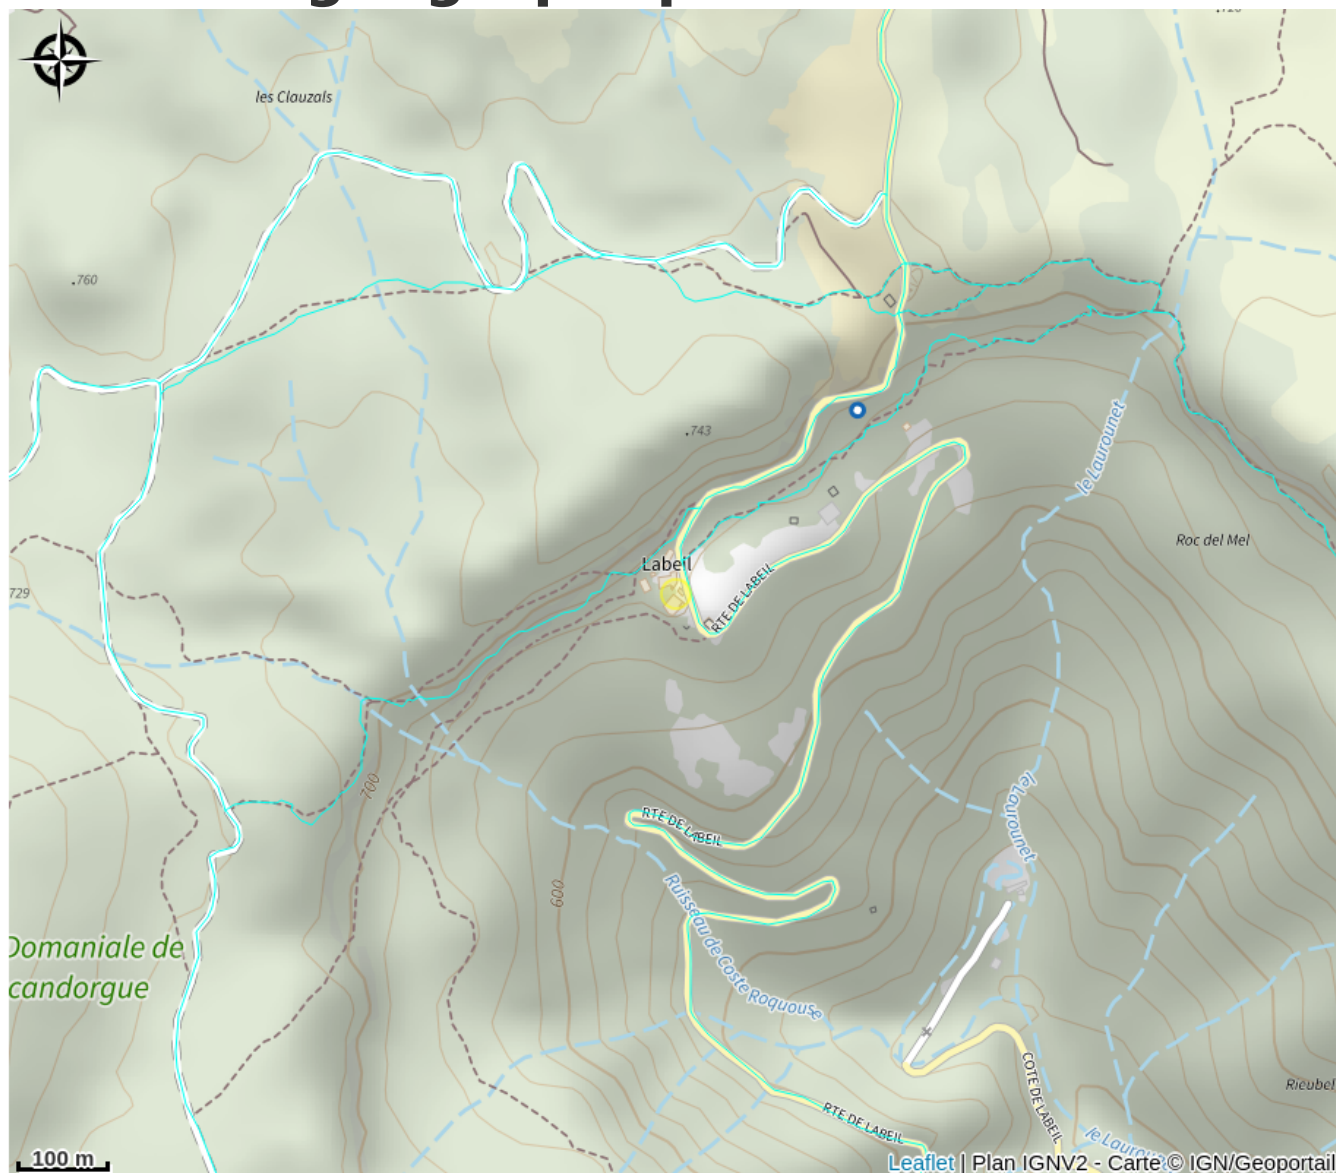 les Clauzals
760
743
le Laurounet
Roc del Mel
Labeil
729
RTE DE LABEIL
700
le Laurounet
RTE DE LABEIL
600
Ruisseau de Coste Roquouse
Domaniale de
candorgue
COTE DE LABEIL
Rieubel
RTE DE LABEIL
100 m
Leaflet | Plan IGNV2 - Carte © IGN/Geoportail